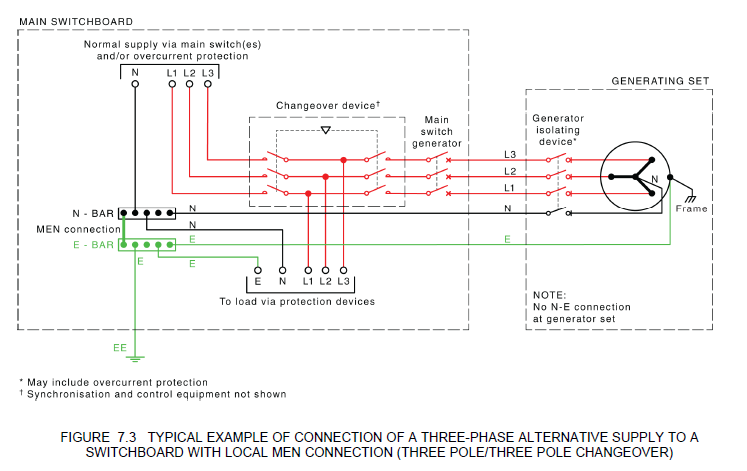 MAIN SWITCHBOARD
Normal supply via main switch(es)
and/or overcurrent protection
N L1 L2 L3
GENERATING SET
Changeover device†
Main
switch
generator
Generator
isolating
device*
L3
L2
L1
N
N
Frame
N - BAR
N
MEN connection
N
E - BAR
E
E
E
E
E N L1 L2 L3
To load via protection devices
NOTE:
No N-E connection
at generator set
EE
* May include overcurrent protection
† Synchronisation and control equipment not shown
FIGURE 7.3 TYPICAL EXAMPLE OF CONNECTION OF A THREE-PHASE ALTERNATIVE SUPPLY TO A
SWITCHBOARD WITH LOCAL MEN CONNECTION (THREE POLE/THREE POLE CHANGEOVER)